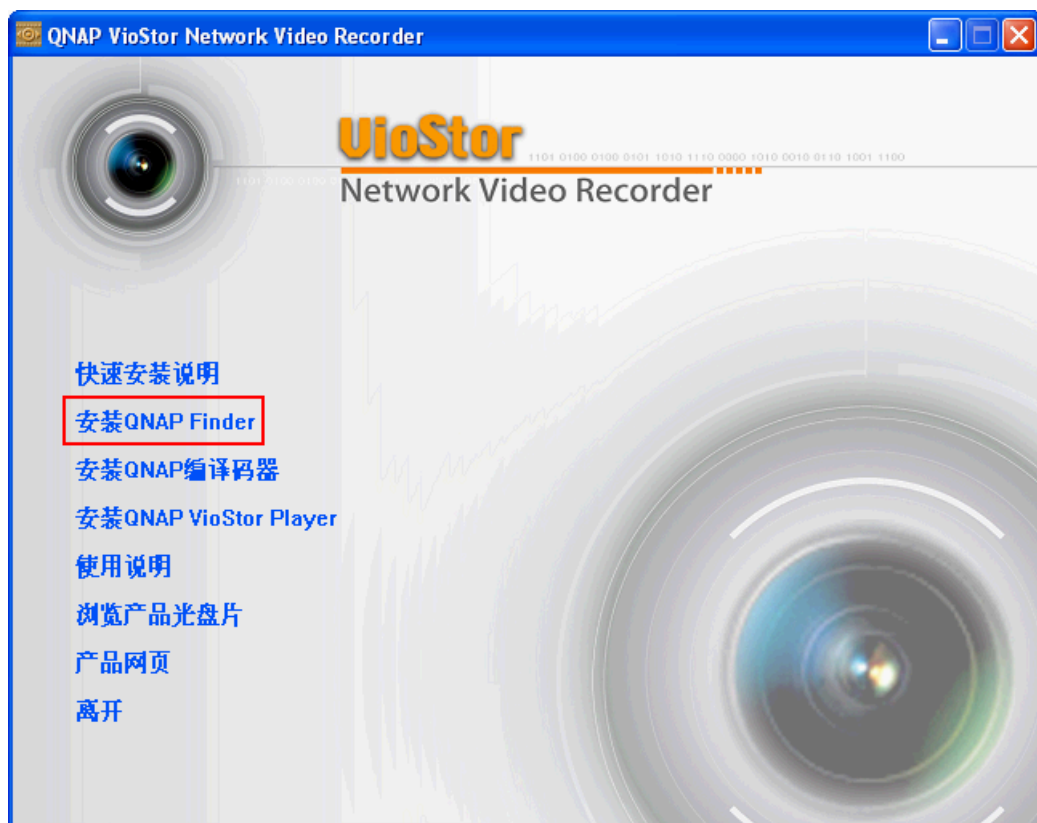 QNAP VioStor Network Video Recorder
VioStor
1101 0100 0100 0101 1010 1110 0000 1010 0010 0110 1001 1100
Network Video Recorder
快速安装说明
安装QNAP Finder
安装QNAP编译码器
安装QNAP VioStor Player
使用说明
浏览产品光盘片
产品网页
离开